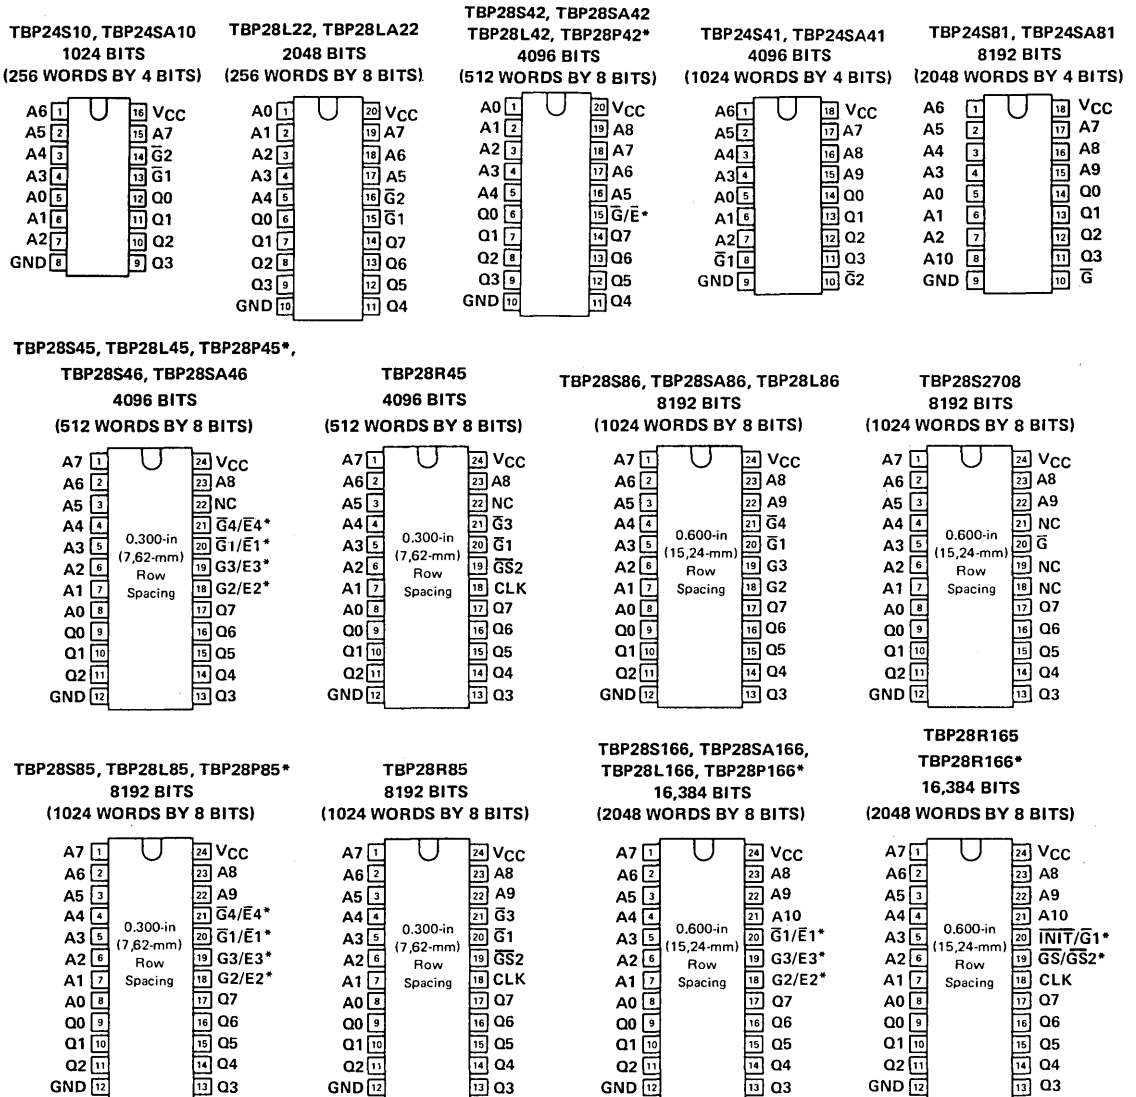 TBP24S10, TBP24SA10
1024 BITS
(256 WORDS BY 4 BITS)
A6 1 16 VCC
A5 2 15 A7
A4 3 14 G̅2
A3 4 13 G̅1
A0 5 12 Q0
A1 6 11 Q1
A2 7 10 Q2
GND 8 9 Q3
TBP28L22, TBP28LA22
2048 BITS
(256 WORDS BY 8 BITS)
A0 1 20 VCC
A1 2 19 A7
A2 3 18 A6
A3 4 17 A5
A4 5 16 G̅2
Q0 6 15 G̅1
Q1 7 14 Q7
Q2 8 13 Q6
Q3 9 12 Q5
GND 10 11 Q4
TBP28S42, TBP28SA42
TBP28L42, TBP28P42*
4096 BITS
(512 WORDS BY 8 BITS)
A0 1 20 VCC
A1 2 19 A8
A2 3 18 A7
A3 4 17 A6
A4 5 16 A5
Q0 6 15 G̅/E̅*
Q1 7 14 Q7
Q2 8 13 Q6
Q3 9 12 Q5
GND 10 11 Q4
TBP24S41, TBP24SA41
4096 BITS
(1024 WORDS BY 4 BITS)
A6 1 18 VCC
A5 2 17 A7
A4 3 16 A8
A3 4 15 A9
A0 5 14 Q0
A1 6 13 Q1
A2 7 12 Q2
G̅1 8 11 Q3
GND 9 10 G̅2
TBP24S81, TBP24SA81
8192 BITS
(2048 WORDS BY 4 BITS)
A6 1 18 VCC
A5 2 17 A7
A4 3 16 A8
A3 4 15 A9
A0 5 14 Q0
A1 6 13 Q1
A2 7 12 Q2
A10 8 11 Q3
GND 9 10 G̅
TBP28S45, TBP28L45, TBP28P45*,
TBP28S46, TBP28SA46
4096 BITS
(512 WORDS BY 8 BITS)
A7 1 24 VCC
A6 2 23 A8
A5 3 22 NC
A4 4 21 G̅4/E̅4*
A3 5 20 G̅1/E̅1*
A2 6 19 G3/E3*
A1 7 18 G2/E2*
A0 8 17 Q7
Q0 9 16 Q6
Q1 10 15 Q5
Q2 11 14 Q4
GND 12 13 Q3
0.300-in
(7,62-mm)
Row
Spacing
TBP28R45
4096 BITS
(512 WORDS BY 8 BITS)
A7 1 24 VCC
A6 2 23 A8
A5 3 22 NC
A4 4 21 G̅3
A3 5 20 G̅1
A2 6 19 G̅S̅2
A1 7 18 CLK
A0 8 17 Q7
Q0 9 16 Q6
Q1 10 15 Q5
Q2 11 14 Q4
GND 12 13 Q3
0.300-in
(7,62-mm)
Row
Spacing
TBP28S86, TBP28SA86, TBP28L86
8192 BITS
(1024 WORDS BY 8 BITS)
A7 1 24 VCC
A6 2 23 A8
A5 3 22 A9
A4 4 21 G̅4
A3 5 20 G̅1
A2 6 19 G3
A1 7 18 G2
A0 8 17 Q7
Q0 9 16 Q6
Q1 10 15 Q5
Q2 11 14 Q4
GND 12 13 Q3
0.600-in
(15,24-mm)
Row
Spacing
TBP28S2708
8192 BITS
(1024 WORDS BY 8 BITS)
A7 1 24 VCC
A6 2 23 A8
A5 3 22 A9
A4 4 21 NC
A3 5 20 G̅
A2 6 19 NC
A1 7 18 NC
A0 8 17 Q7
Q0 9 16 Q6
Q1 10 15 Q5
Q2 11 14 Q4
GND 12 13 Q3
0.600-in
(15,24-mm)
Row
Spacing
TBP28S85, TBP28L85, TBP28P85*
8192 BITS
(1024 WORDS BY 8 BITS)
A7 1 24 VCC
A6 2 23 A8
A5 3 22 A9
A4 4 21 G̅4/E̅4*
A3 5 20 G̅1/E̅1*
A2 6 19 G3/E3*
A1 7 18 G2/E2*
A0 8 17 Q7
Q0 9 16 Q6
Q1 10 15 Q5
Q2 11 14 Q4
GND 12 13 Q3
0.300-in
(7,62-mm)
Row
Spacing
TBP28R85
8192 BITS
(1024 WORDS BY 8 BITS)
A7 1 24 VCC
A6 2 23 A8
A5 3 22 A9
A4 4 21 G̅3
A3 5 20 G̅1
A2 6 19 G̅S̅2
A1 7 18 CLK
A0 8 17 Q7
Q0 9 16 Q6
Q1 10 15 Q5
Q2 11 14 Q4
GND 12 13 Q3
0.300-in
(7,62-mm)
Row
Spacing
TBP28S166, TBP28SA166,
TBP28L166, TBP28P166*
16,384 BITS
(2048 WORDS BY 8 BITS)
A7 1 24 VCC
A6 2 23 A8
A5 3 22 A9
A4 4 21 A10
A3 5 20 G̅1/E̅1*
A2 6 19 G3/E3*
A1 7 18 G2/E2*
A0 8 17 Q7
Q0 9 16 Q6
Q1 10 15 Q5
Q2 11 14 Q4
GND 12 13 Q3
0.600-in
(15,24-mm)
Row
Spacing
TBP28R165
TBP28R166*
16,384 BITS
(2048 WORDS BY 8 BITS)
A7 1 24 VCC
A6 2 23 A8
A5 3 22 A9
A4 4 21 A10
A3 5 20 I̅N̅I̅T̅/G̅1*
A2 6 19 G̅S̅/G̅S̅2*
A1 7 18 CLK
A0 8 17 Q7
Q0 9 16 Q6
Q1 10 15 Q5
Q2 11 14 Q4
GND 12 13 Q3
0.600-in
(15,24-mm)
Row
Spacing